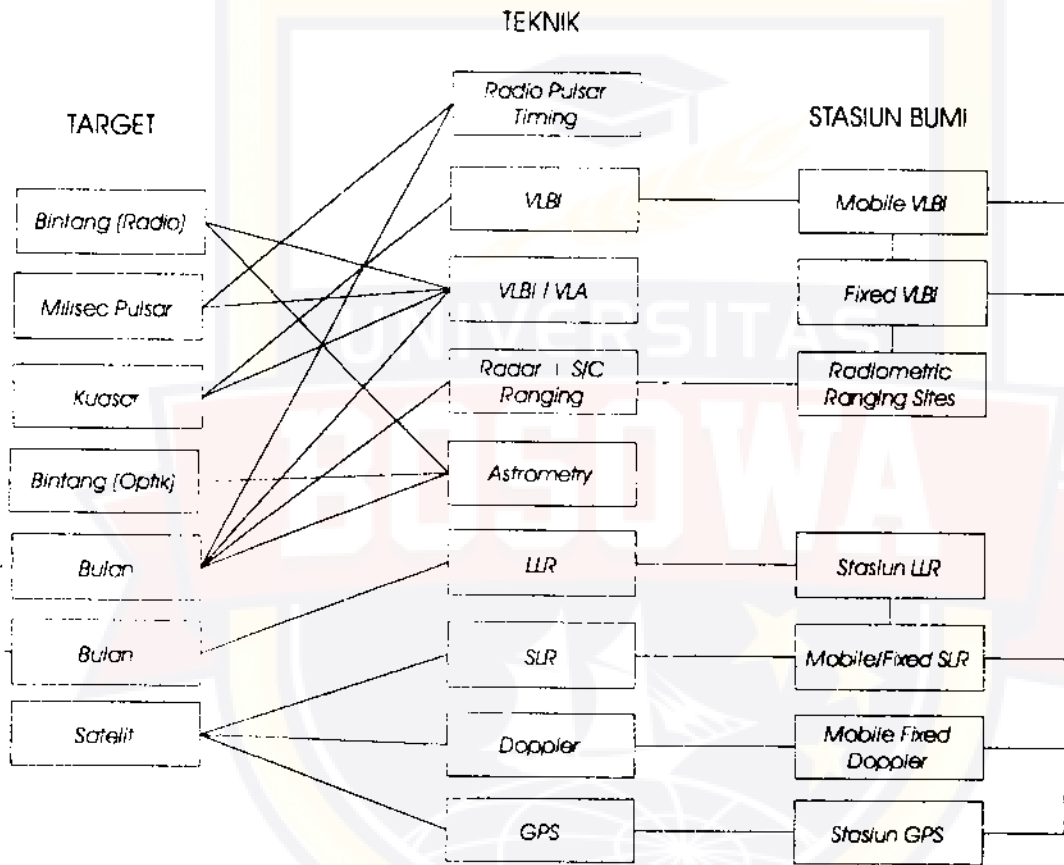 TEKNIK
TARGET
STASIUN BUMI
Bintang (Radio)
Milisec Pulsar
Kuasar
Bintang (Optik)
Bulan
Bulan
Satelit
Radio Pulsar
Timing
VLBI
VLBI / VLA
Radar + S/C
Ranging
Astrometry
LLR
SLR
Doppler
GPS
Mobile VLBI
Fixed VLBI
Radiometric
Ranging Sites
Stasiun LLR
Mobile/Fixed SLR
Mobile Fixed
Doppler
Stasiun GPS
UNIVERSITAS
BOSOWA